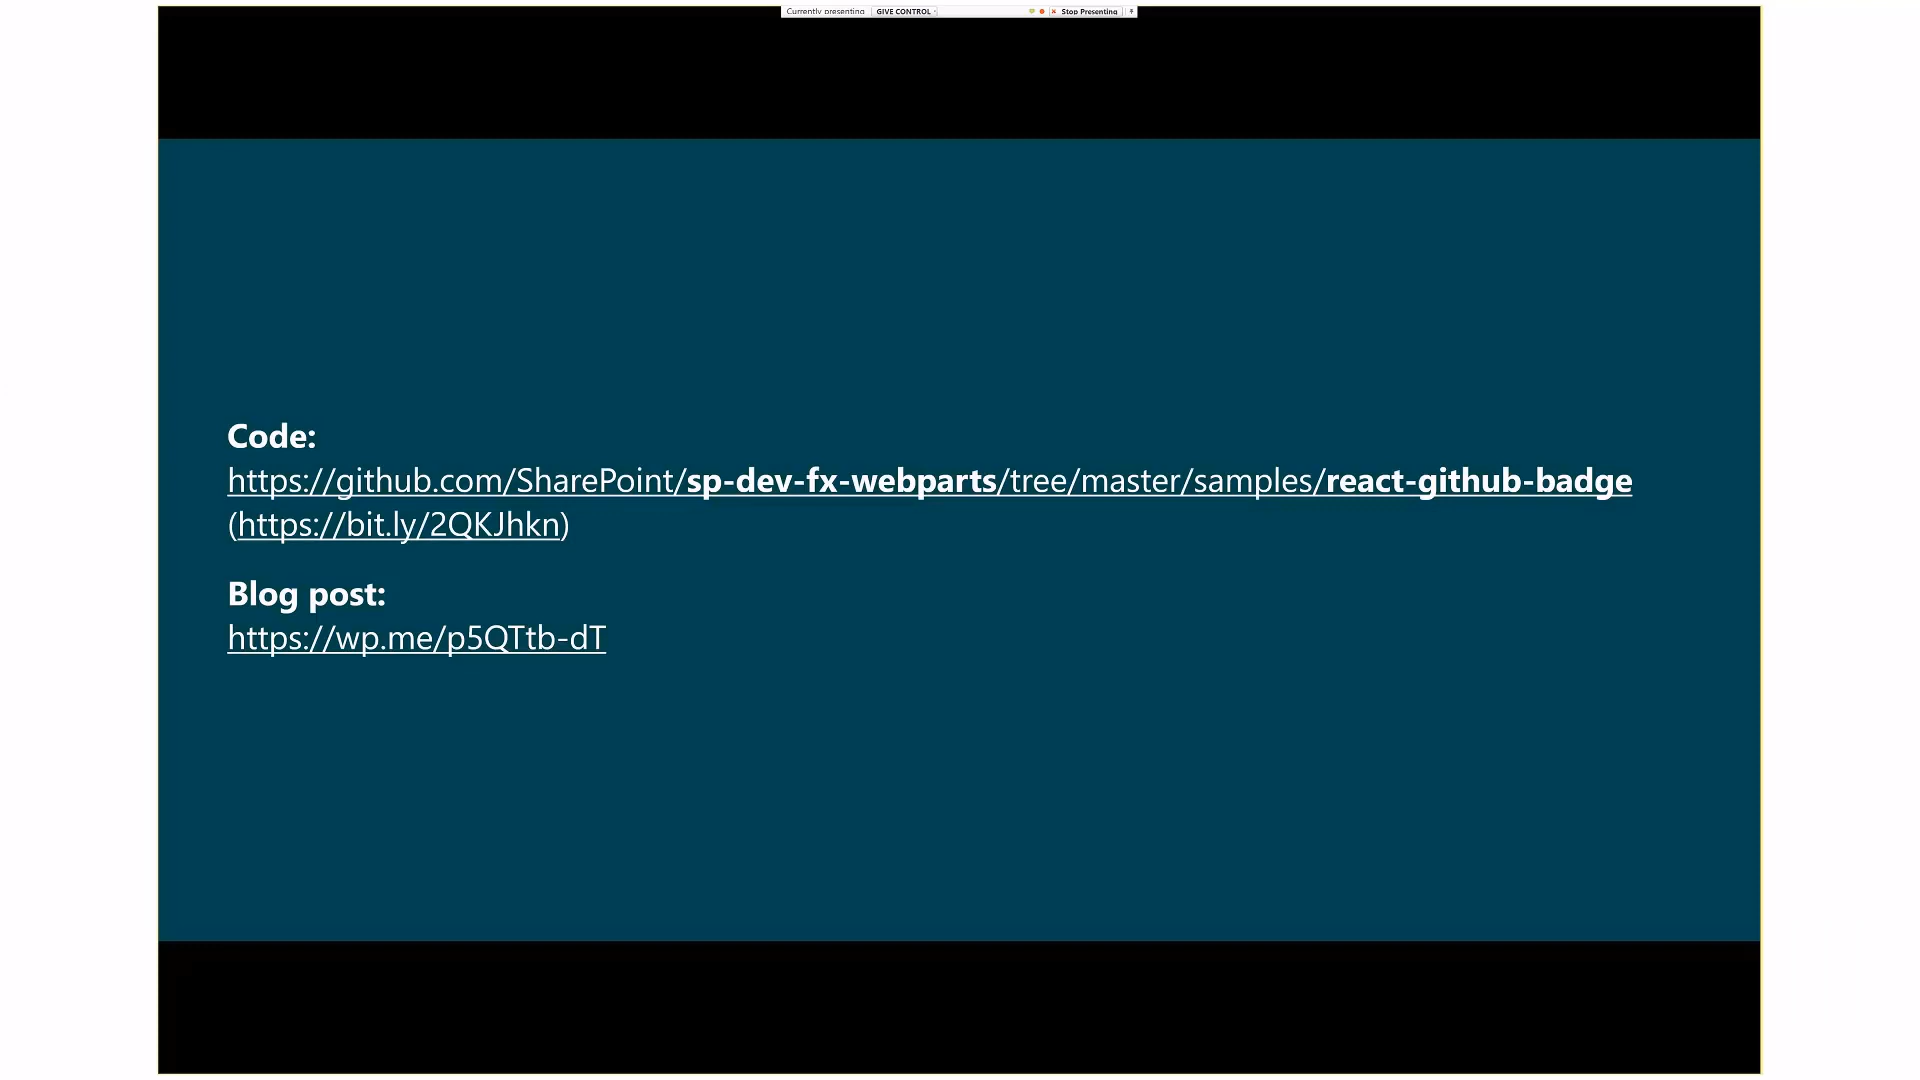 Currently presenting GIVE CONTROL Stop Presenting
Code:
https://github.com/SharePoint/sp-dev-fx-webparts/tree/master/samples/react-github-badge
(https://bit.ly/2QKJhkn)
Blog post:
https://wp.me/p5QTtb-dT